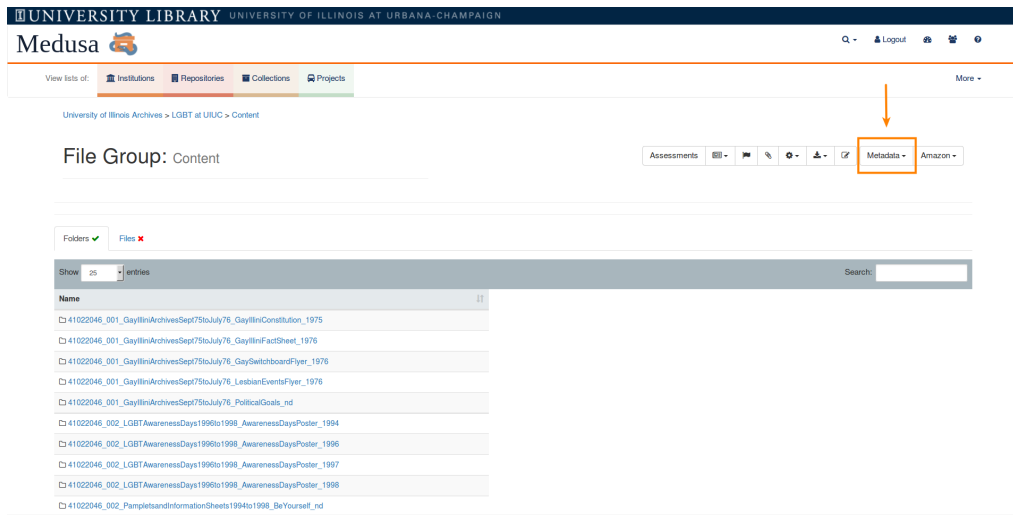 I UNIVERSITY LIBRARY UNIVERSITY OF ILLINOIS AT URBANA-CHAMPAIGN
Medusa
Logout
View lists of: Institutions Repositories Collections Projects More
University of Illinois Archives > LGBT at UIUC > Content
File Group: Content
Assessments Metadata Amazon
Folders Files
Show 25 entries Search:
Name
41022046_001_GayIlliniArchivesSept75toJuly76_GayIlliniConstitution_1975
41022046_001_GayIlliniArchivesSept75toJuly76_GayIlliniFactSheet_1976
41022046_001_GayIlliniArchivesSept75toJuly76_GaySwitchboardFlyer_1976
41022046_001_GayIlliniArchivesSept75toJuly76_LesbianEventsFlyer_1976
41022046_001_GayIlliniArchivesSept75toJuly76_PoliticalGoals_nd
41022046_002_LGBTAwarenessDays1996to1998_AwarenessDaysPoster_1994
41022046_002_LGBTAwarenessDays1996to1998_AwarenessDaysPoster_1996
41022046_002_LGBTAwarenessDays1996to1998_AwarenessDaysPoster_1997
41022046_002_LGBTAwarenessDays1996to1998_AwarenessDaysPoster_1998
41022046_002_PampletsandInformationSheets1994to1998_BeYourself_nd